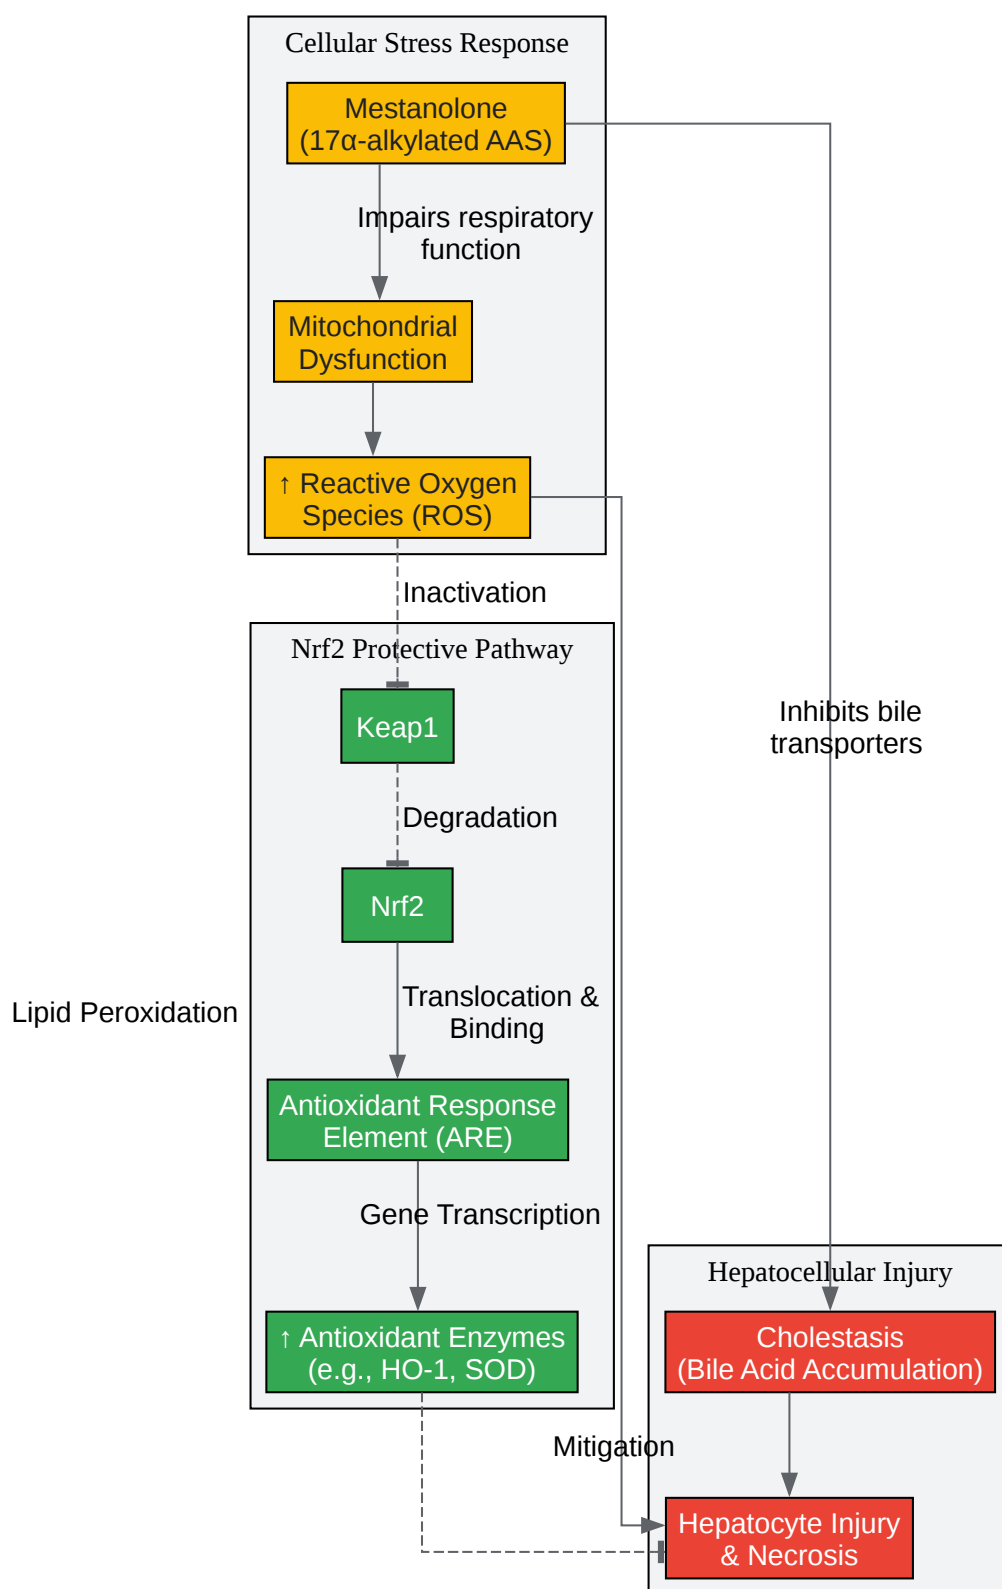 Cellular Stress Response
Mestanolone
(17α-alkylated AAS)
Impairs respiratory
function
Mitochondrial
Dysfunction
↑ Reactive Oxygen
Species (ROS)
Inactivation
Nrf2 Protective Pathway
Keap1
Inhibits bile
transporters
Degradation
Nrf2
Translocation &
Binding
Lipid Peroxidation
Antioxidant Response
Element (ARE)
Gene Transcription
Hepatocellular Injury
↑ Antioxidant Enzymes
(e.g., HO-1, SOD)
Cholestasis
(Bile Acid Accumulation)
Mitigation
Hepatocyte Injury
& Necrosis